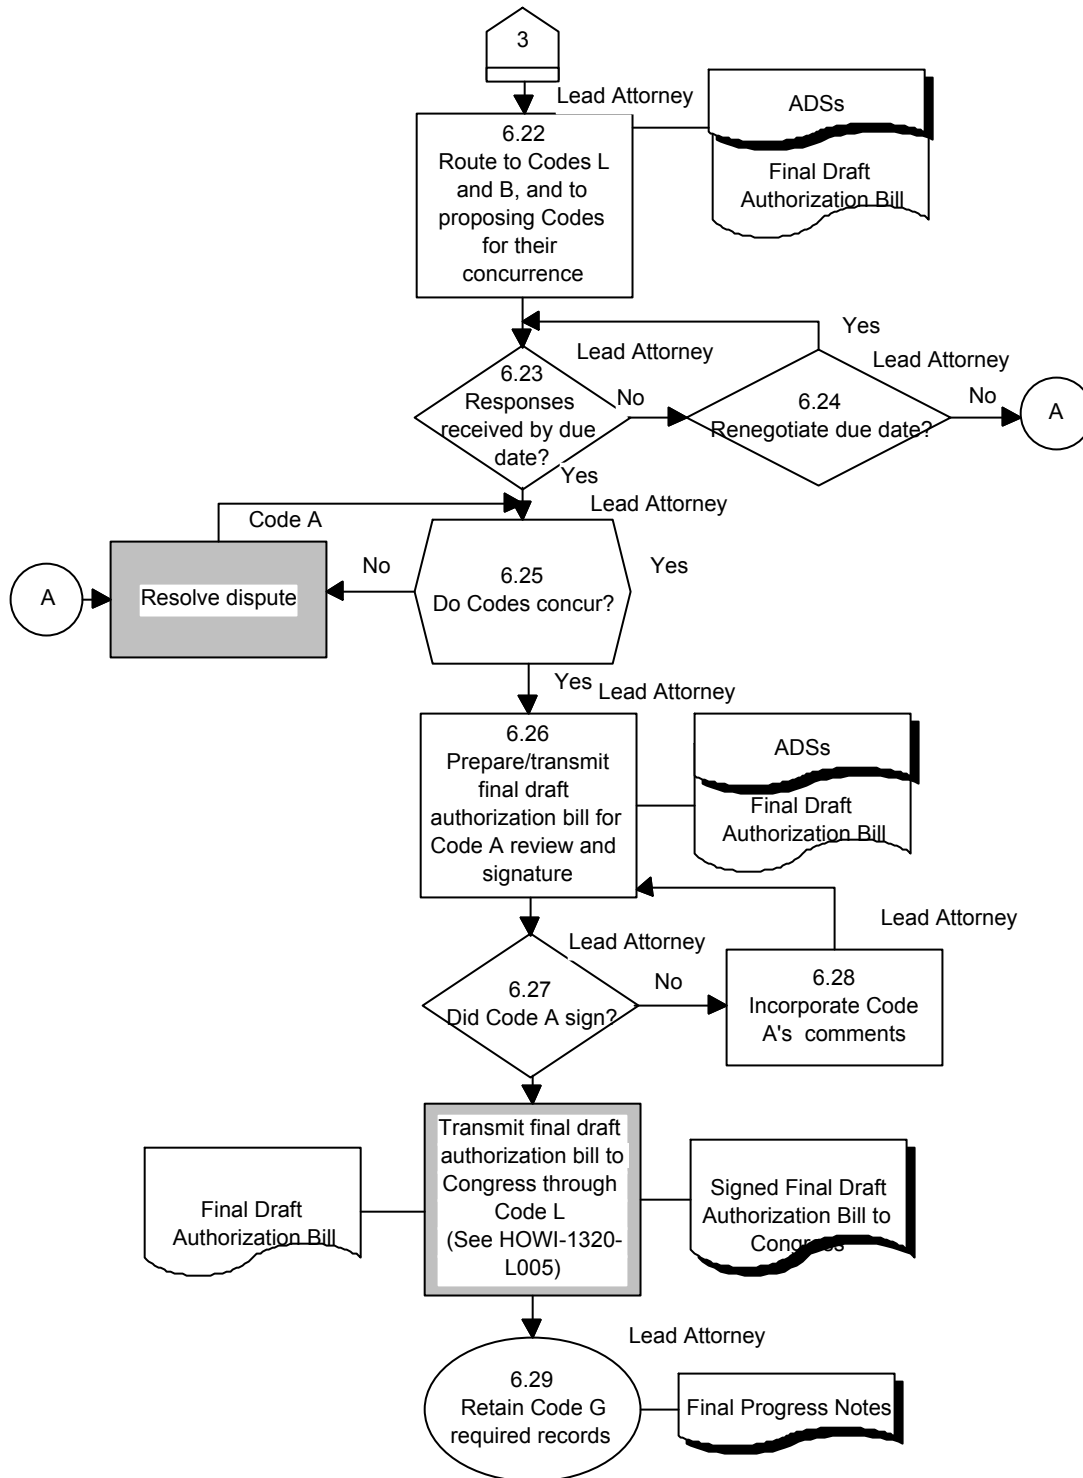 3
Lead Attorney
ADSs
6.22
Route to Codes L
and B, and to
proposing Codes
for their
concurrence
Final Draft
Authorization Bill
Yes
Lead Attorney
Lead Attorney
6.23
Responses
received by due
date?
No
6.24
Renegotiate due date?
No
A
Yes
Lead Attorney
Code A
A
Resolve dispute
No
6.25
Do Codes concur?
Yes
Yes
Lead Attorney
6.26
Prepare/transmit
final draft
authorization bill for
Code A review and
signature
ADSs
Final Draft
Authorization Bill
Lead Attorney
Lead Attorney
6.27
Did Code A sign?
No
6.28
Incorporate Code
A's comments
Transmit final draft
authorization bill to
Congress through
Code L
(See HOWI-1320-
L005)
Final Draft
Authorization Bill
Signed Final Draft
Authorization Bill to
Congress
Lead Attorney
6.29
Retain Code G
required records
Final Progress Notes